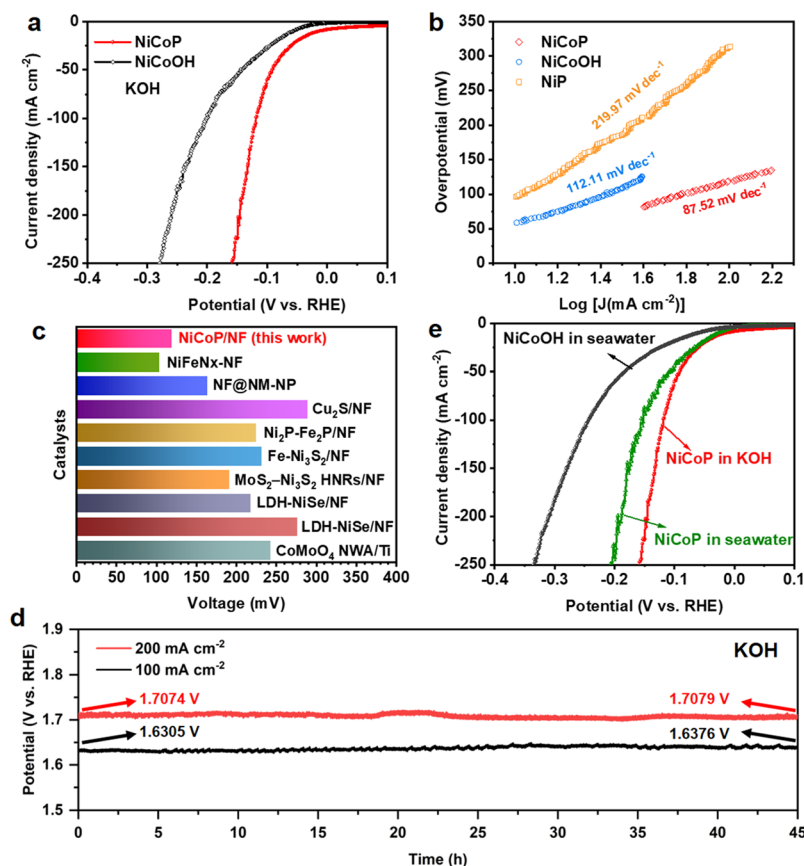 a
NiCoP
NiCoOH
KOH
Current density (mA cm⁻²)
0
-50
-100
-150
-200
-250
-0.4
-0.3
-0.2
-0.1
0.0
0.1
Potential (V vs. RHE)
b
NiCoP
NiCoOH
NiP
219.97 mV dec⁻¹
112.11 mV dec⁻¹
87.52 mV dec⁻¹
Overpotential (mV)
350
300
250
200
150
100
50
0
1.0
1.2
1.4
1.6
1.8
2.0
2.2
Log [J(mA cm⁻²)]
c
Catalysts
NiCoP/NF (this work)
NiFeNx-NF
NF@NM-NP
Cu₂S/NF
Ni₂P-Fe₂P/NF
Fe-Ni₃S₂/NF
MoS₂–Ni₃S₂ HNRs/NF
LDH-NiSe/NF
LDH-NiSe/NF
CoMoO₄ NWA/Ti
0
50
100
150
200
250
300
350
400
Voltage (mV)
e
NiCoOH in seawater
NiCoP in KOH
NiCoP in seawater
Current density (mA cm⁻²)
0
-50
-100
-150
-200
-250
-0.4
-0.3
-0.2
-0.1
0.0
0.1
Potential (V vs. RHE)
d
200 mA cm⁻²
100 mA cm⁻²
KOH
1.7074 V
1.7079 V
1.6305 V
1.6376 V
Potential (V vs. RHE)
1.9
1.8
1.7
1.6
1.5
0
5
10
15
20
25
30
35
40
45
Time (h)